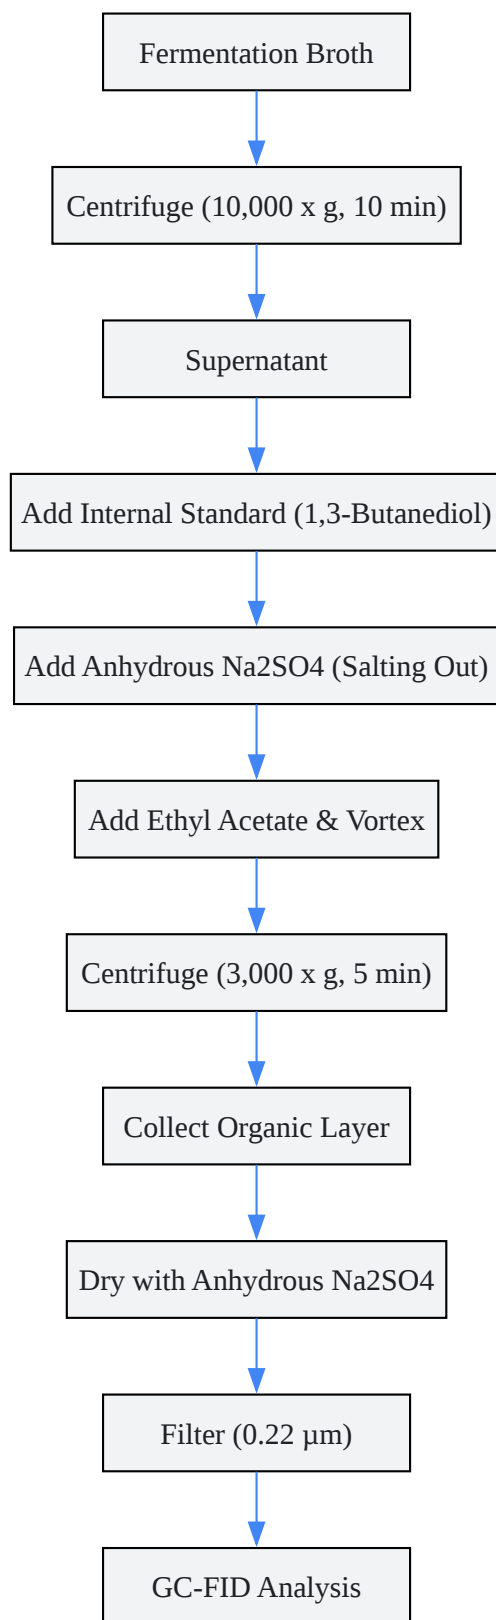 Fermentation Broth
Centrifuge (10,000 x g, 10 min)
Supernatant
Add Internal Standard (1,3-Butanediol)
Add Anhydrous Na2SO4 (Salting Out)
Add Ethyl Acetate & Vortex
Centrifuge (3,000 x g, 5 min)
Collect Organic Layer
Dry with Anhydrous Na2SO4
Filter (0.22 µm)
GC-FID Analysis